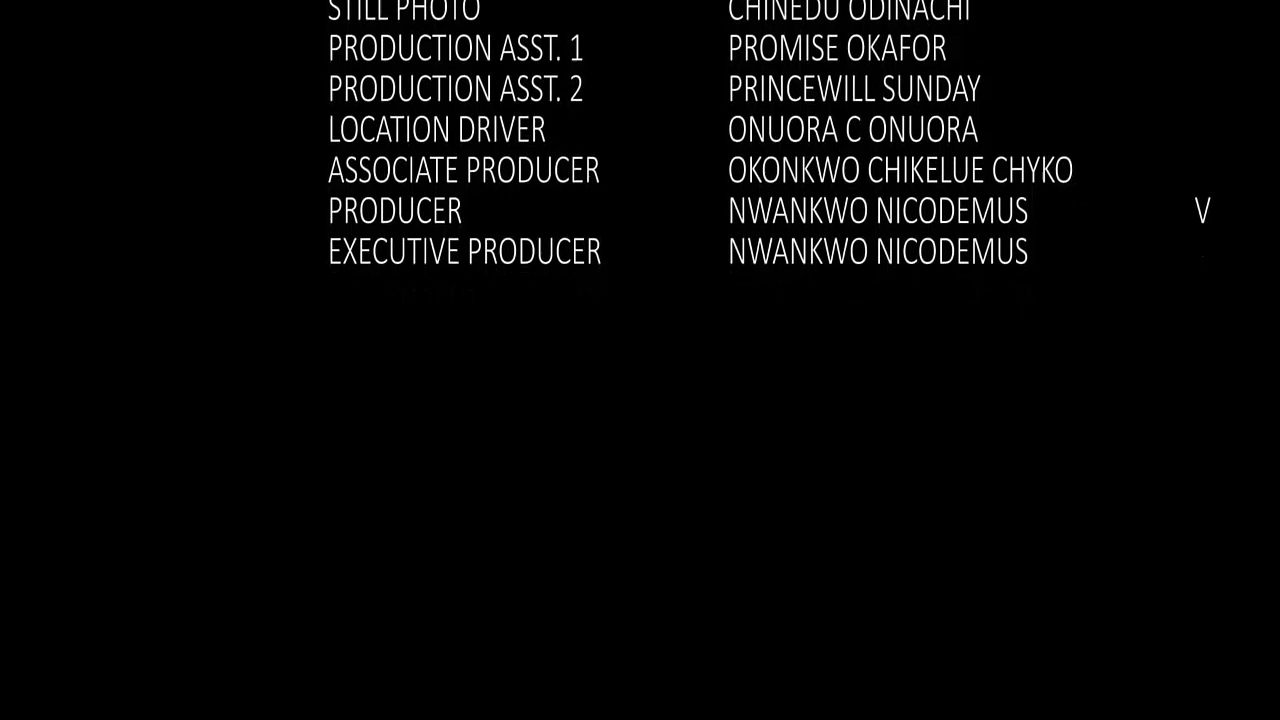 STILL PHOTO CHINEDU ODINACHI
PRODUCTION ASST. 1 PROMISE OKAFOR
PRODUCTION ASST. 2 PRINCEWILL SUNDAY
LOCATION DRIVER ONUORA C ONUORA
ASSOCIATE PRODUCER OKONKWO CHIKELUE CHYKO
PRODUCER NWANKWO NICODEMUS V
EXECUTIVE PRODUCER NWANKWO NICODEMUS